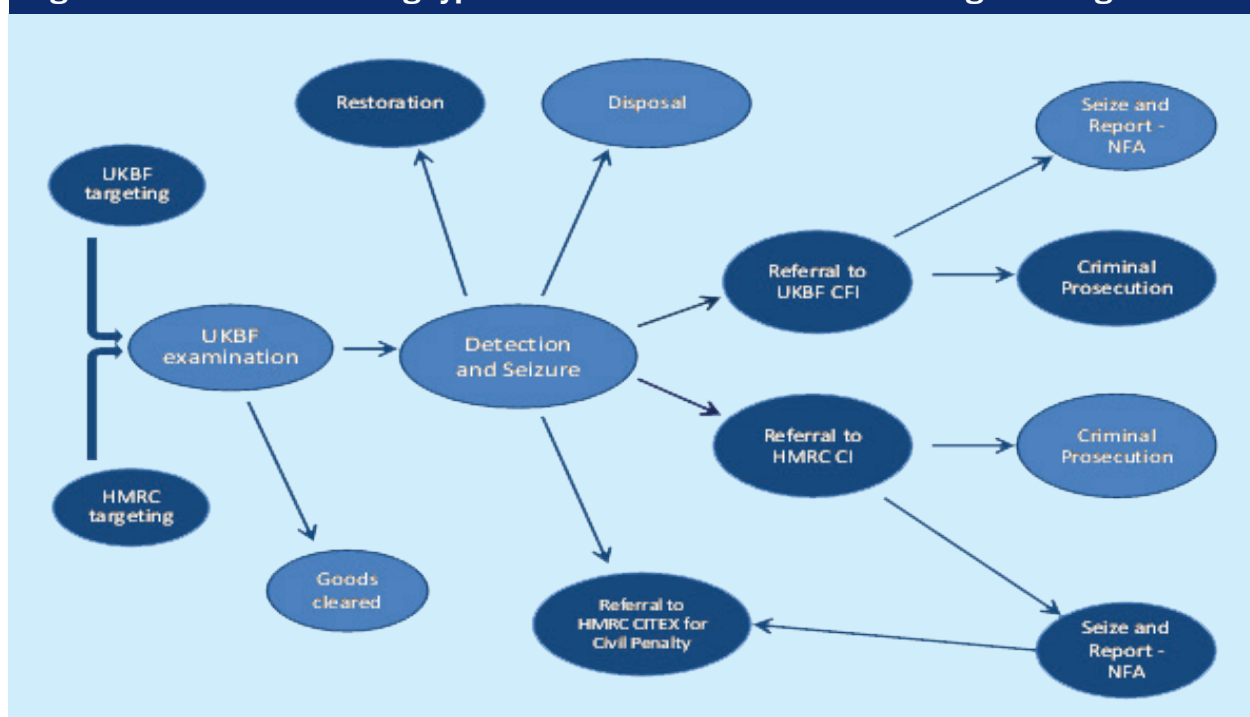 Restoration
Disposal
Seize and
Report -
NFA
UKBF
targeting
Referral to
UKBF CFI
Criminal
Prosecution
UKBF
examination
Detection
and Seizure
Referral to
HMRC CI
Criminal
Prosecution
HMRC
targeting
Goods
cleared
Referral to
HMRC CITEX for
Civil Penalty
Seize and
Report -
NFA